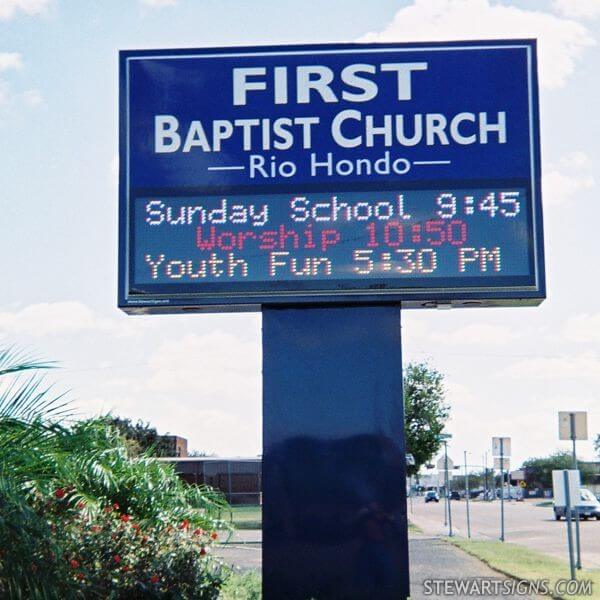 FIRST
BAPTIST CHURCH
—Rio Hondo—
Sunday School 9:45
Worship 10:50
Youth Fun 5:30 PM
STEWARTSIGNS.COM